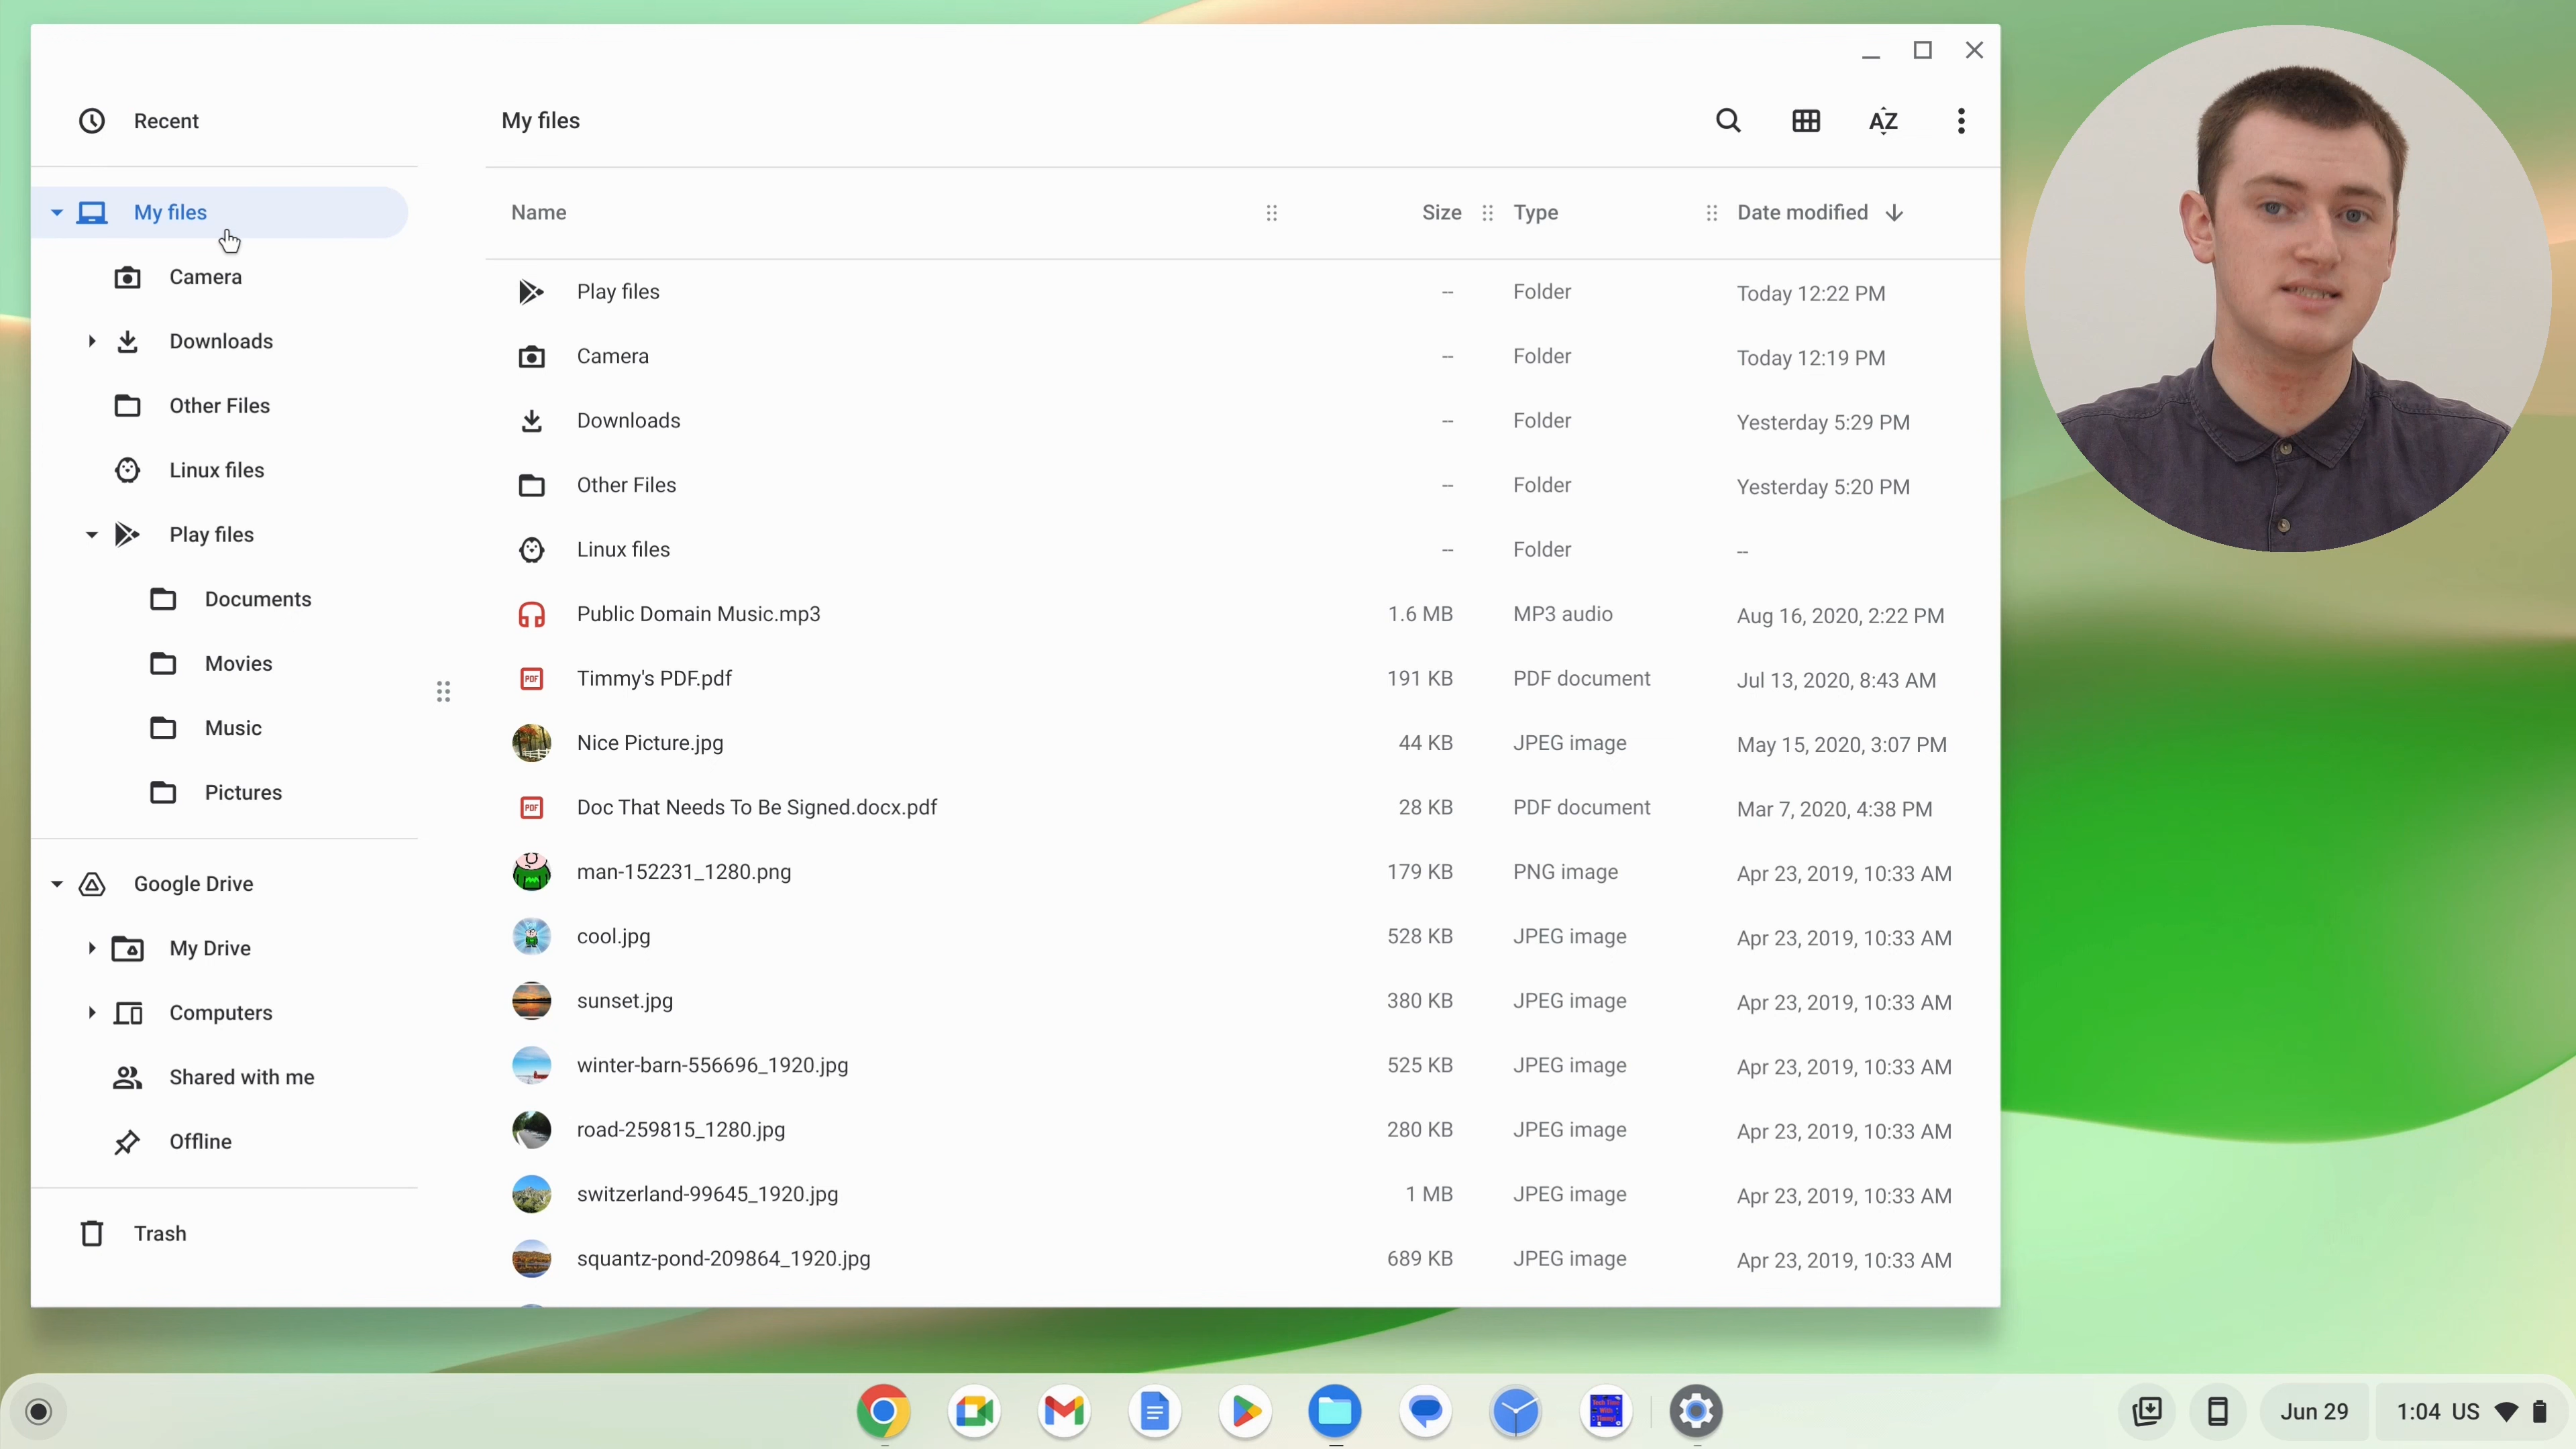 Recent
My files
Camera
Downloads
Other Files
Linux files
Play files
Documents
Movies
Music
Pictures
Google Drive
My Drive
Computers
Shared with me
Offline
Trash
My files
AZ
Name Size Type Date modified
Play files -- Folder Today 12:22 PM
Camera -- Folder Today 12:19 PM
Downloads -- Folder Yesterday 5:29 PM
Other Files -- Folder Yesterday 5:20 PM
Linux files -- Folder --
Public Domain Music.mp3 1.6 MB MP3 audio Aug 16, 2020, 2:22 PM
PDF Timmy's PDF.pdf 191 KB PDF document Jul 13, 2020, 8:43 AM
Nice Picture.jpg 44 KB JPEG image May 15, 2020, 3:07 PM
PDF Doc That Needs To Be Signed.docx.pdf 28 KB PDF document Mar 7, 2020, 4:38 PM
man-152231_1280.png 179 KB PNG image Apr 23, 2019, 10:33 AM
cool.jpg 528 KB JPEG image Apr 23, 2019, 10:33 AM
sunset.jpg 380 KB JPEG image Apr 23, 2019, 10:33 AM
winter-barn-556696_1920.jpg 525 KB JPEG image Apr 23, 2019, 10:33 AM
road-259815_1280.jpg 280 KB JPEG image Apr 23, 2019, 10:33 AM
switzerland-99645_1920.jpg 1 MB JPEG image Apr 23, 2019, 10:33 AM
squantz-pond-209864_1920.jpg 689 KB JPEG image Apr 23, 2019, 10:33 AM
Tech Time
With
Timmy!
Jun 29 1:04 US